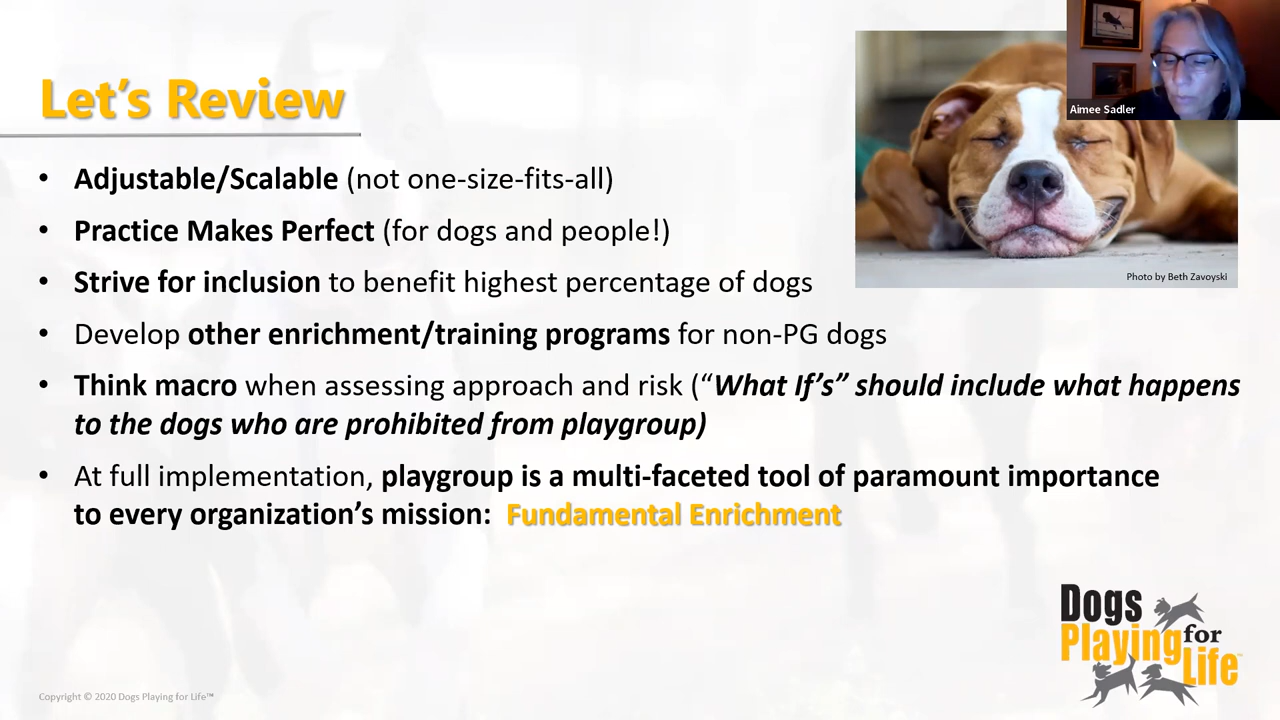 Let's Review
Aimee Sadler
• Adjustable/Scalable (not one-size-fits-all)
• Practice Makes Perfect (for dogs and people!)
• Strive for inclusion to benefit highest percentage of dogs
Photo by Beth Zavoyski
• Develop other enrichment/training programs for non-PG dogs
• Think macro when assessing approach and risk (“What If’s” should include what happens
to the dogs who are prohibited from playgroup)
• At full implementation, playgroup is a multi-faceted tool of paramount importance
to every organization’s mission: Fundamental Enrichment
Dogs
Playing for
Life™
Copyright © 2020 Dogs Playing for Life™